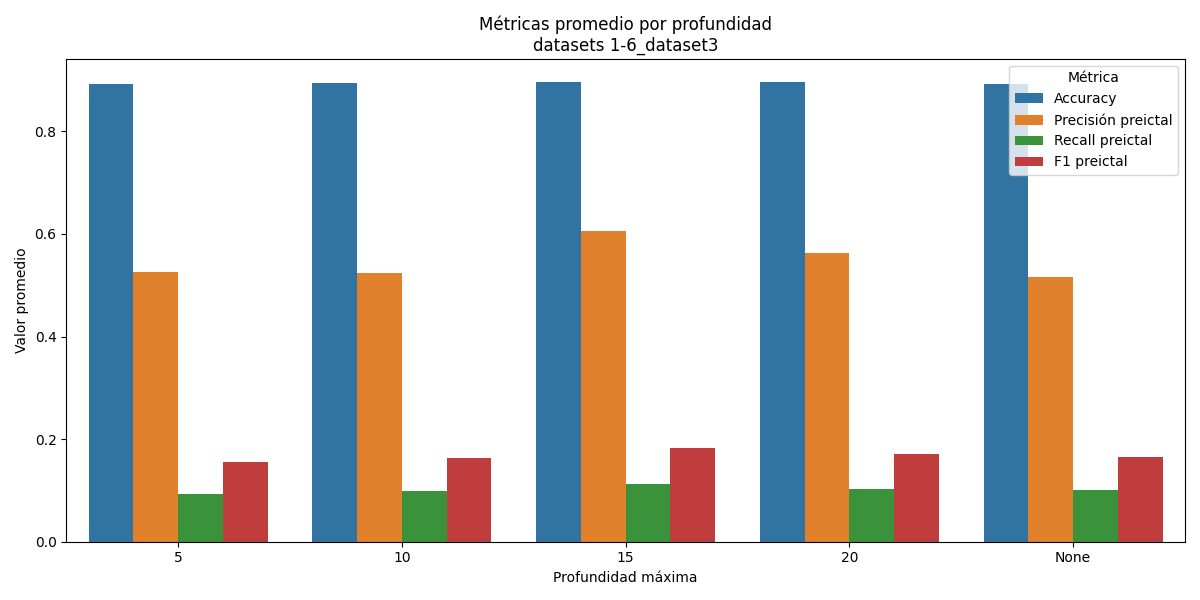 Métricas promedio por profundidad
datasets 1-6_dataset3
Métrica
Accuracy
Precisión preictal
Recall preictal
F1 preictal
Valor promedio
0.8
0.6
0.4
0.2
0.0
5
10
15
20
None
Profundidad máxima